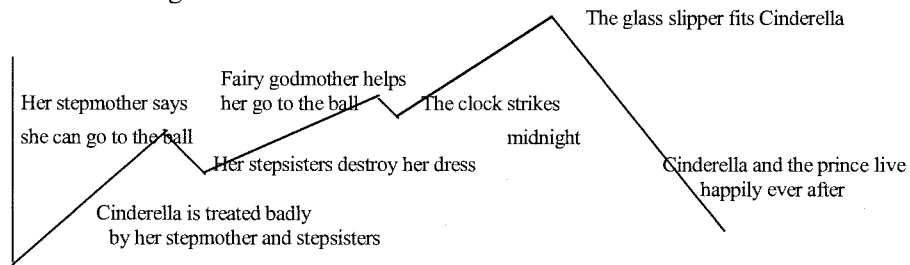 The glass slipper fits Cinderella
Fairy godmother helps
her go to the ball
Her stepmother says
she can go to the ball
The clock strikes
midnight
Her stepsisters destroy her dress
Cinderella and the prince live
happily ever after
Cinderella is treated badly
by her stepmother and stepsisters